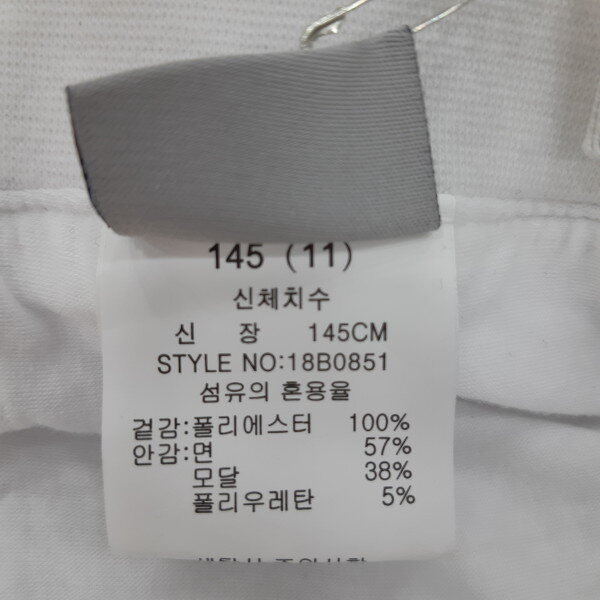 145 (11)
신체치수
신 장 145CM
STYLE NO:18B0851
섬유의 혼용율
겉감:폴리에스터 100%
안감:면 57%
모달 38%
폴리우레탄 5%